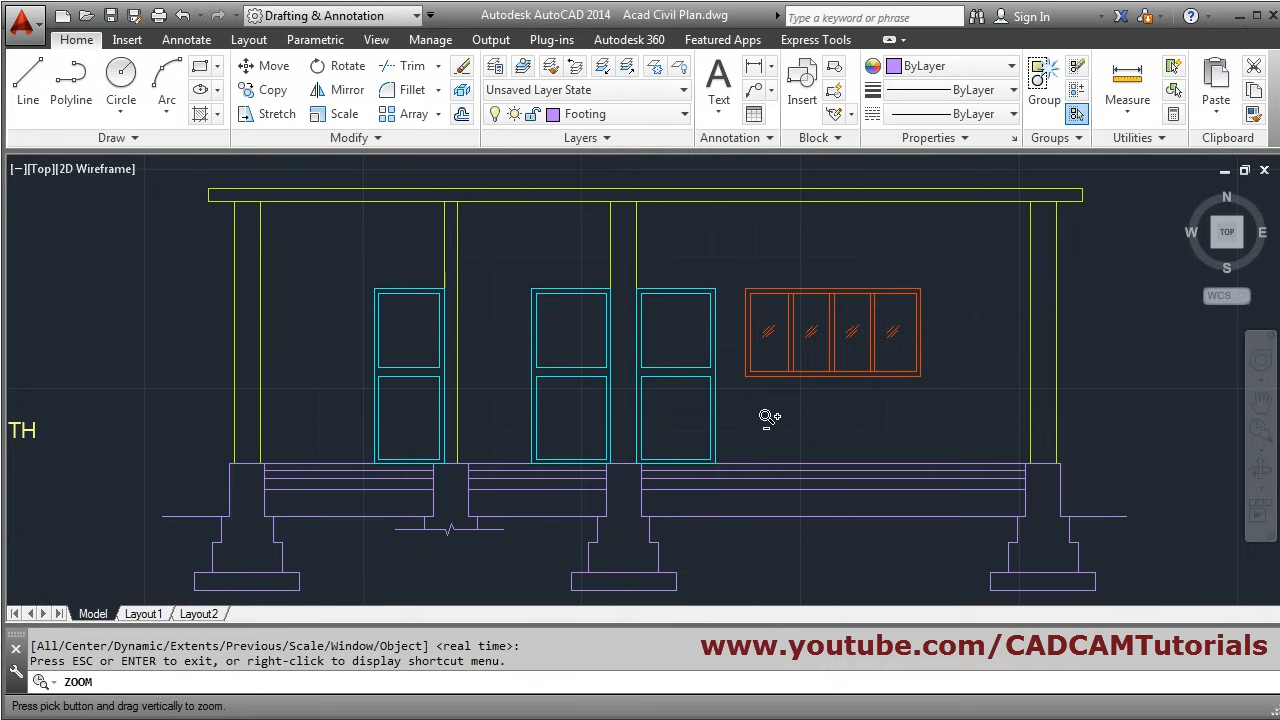 Drafting & Annotation
Autodesk AutoCAD 2014 Acad Civil Plan.dwg
Type a keyword or phrase
Sign In
Home Insert Annotate Layout Parametric View Manage Output Plug-ins Autodesk 360 Featured Apps Express Tools
Line
Polyline
Circle
Arc
Draw
Move
Rotate
Trim
Copy
Mirror
Fillet
Stretch
Scale
Array
Modify
Unsaved Layer State
Footing
Layers
Text
Annotation
Insert
Block
ByLayer
ByLayer
ByLayer
Properties
Group
Groups
Measure
Utilities
Paste
Clipboard
[−][Top][2D Wireframe]
N
W
TOP
E
S
WCS
TH
Model Layout1 Layout2
[All/Center/Dynamic/Extents/Previous/Scale/Window/Object] <real time>:
Press ESC or ENTER to exit, or right-click to display shortcut menu.
ZOOM
www.youtube.com/CADCAMTutorials
Press pick button and drag vertically to zoom.